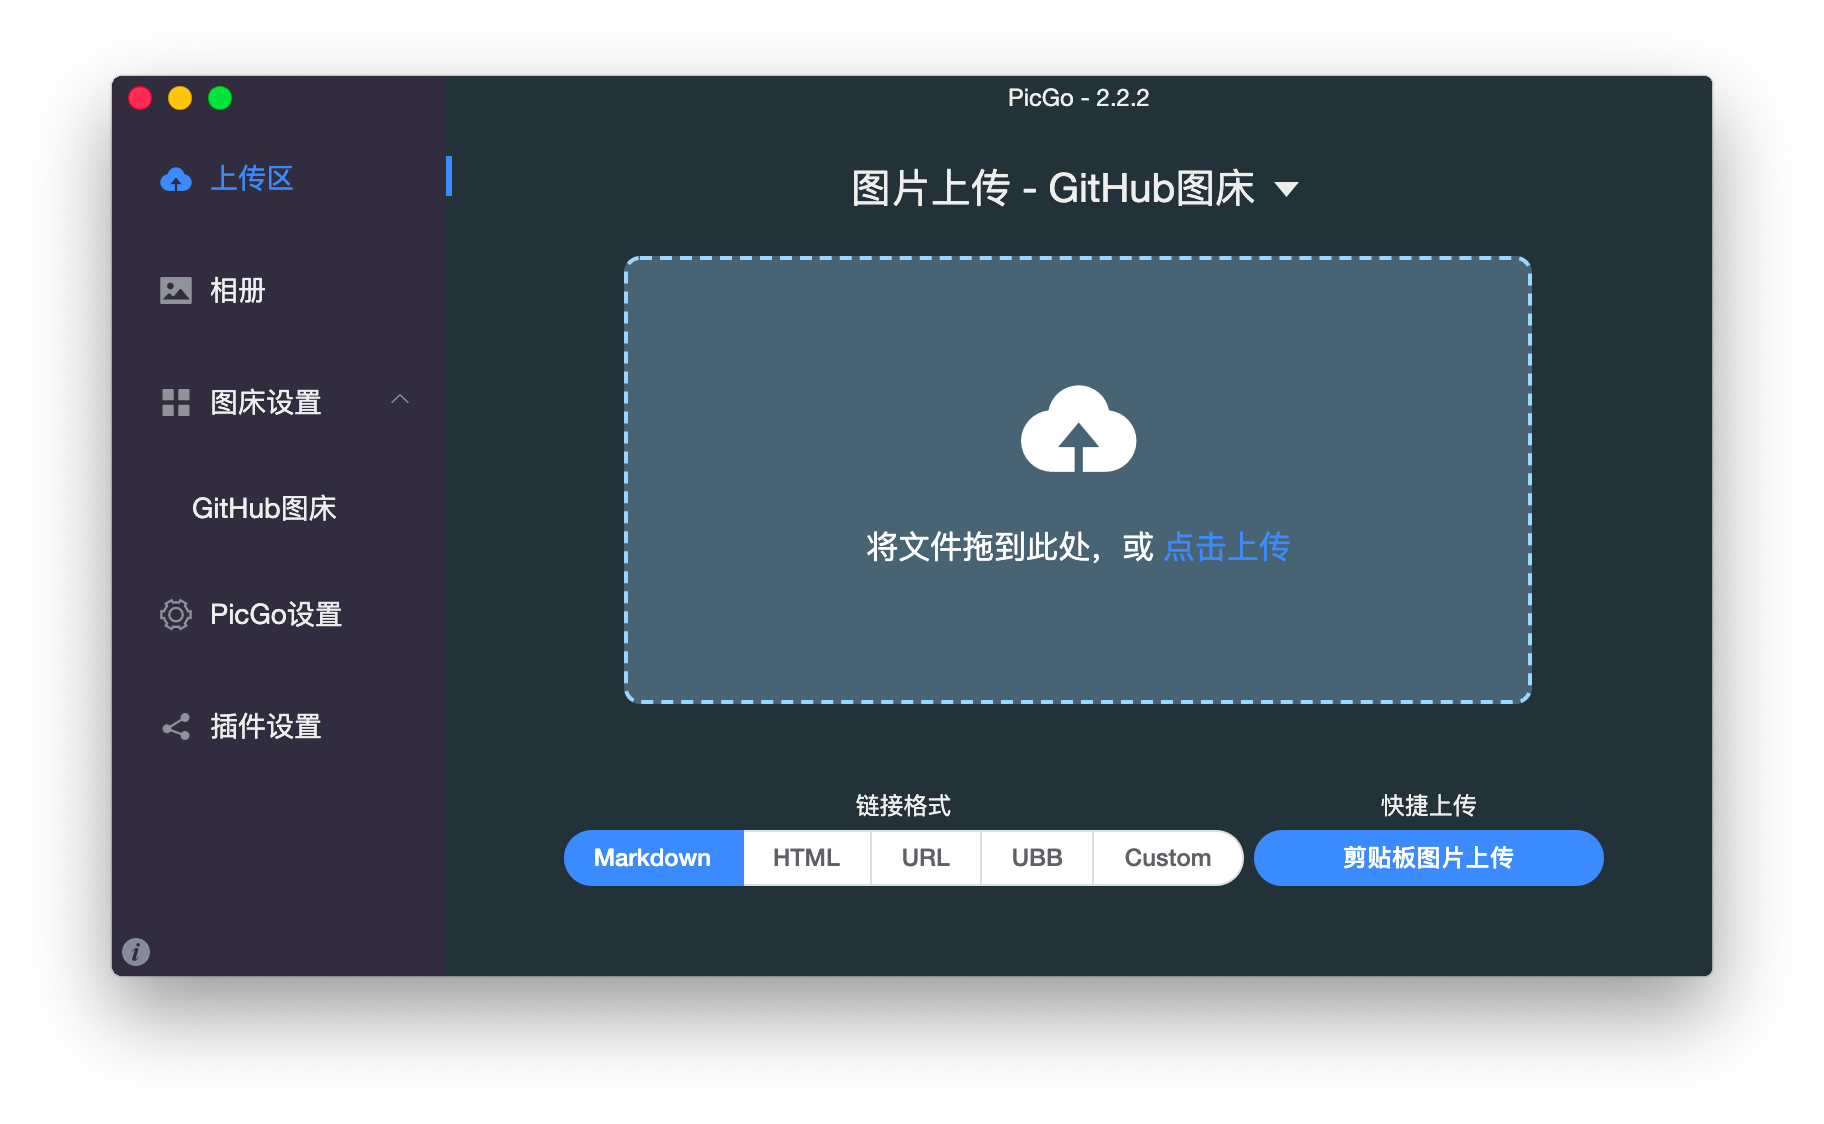 PicGo - 2.2.2
上传区
相册
图床设置
GitHub图床
PicGo设置
插件设置
图片上传 - GitHub图床
将文件拖到此处，或 点击上传
链接格式
Markdown HTML URL UBB Custom
快捷上传
剪贴板图片上传